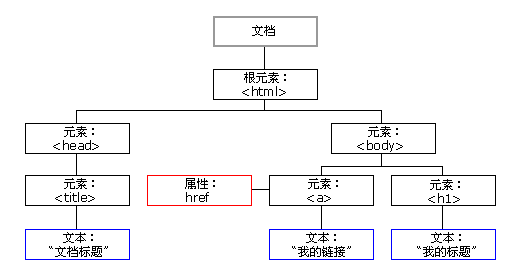 文档
根元素：
<html>
元素：
<head>
元素：
<body>
元素：
<title>
属性：
href
元素：
<a>
元素：
<h1>
文本：
“文档标题”
文本：
“我的链接”
文本：
“我的标题”